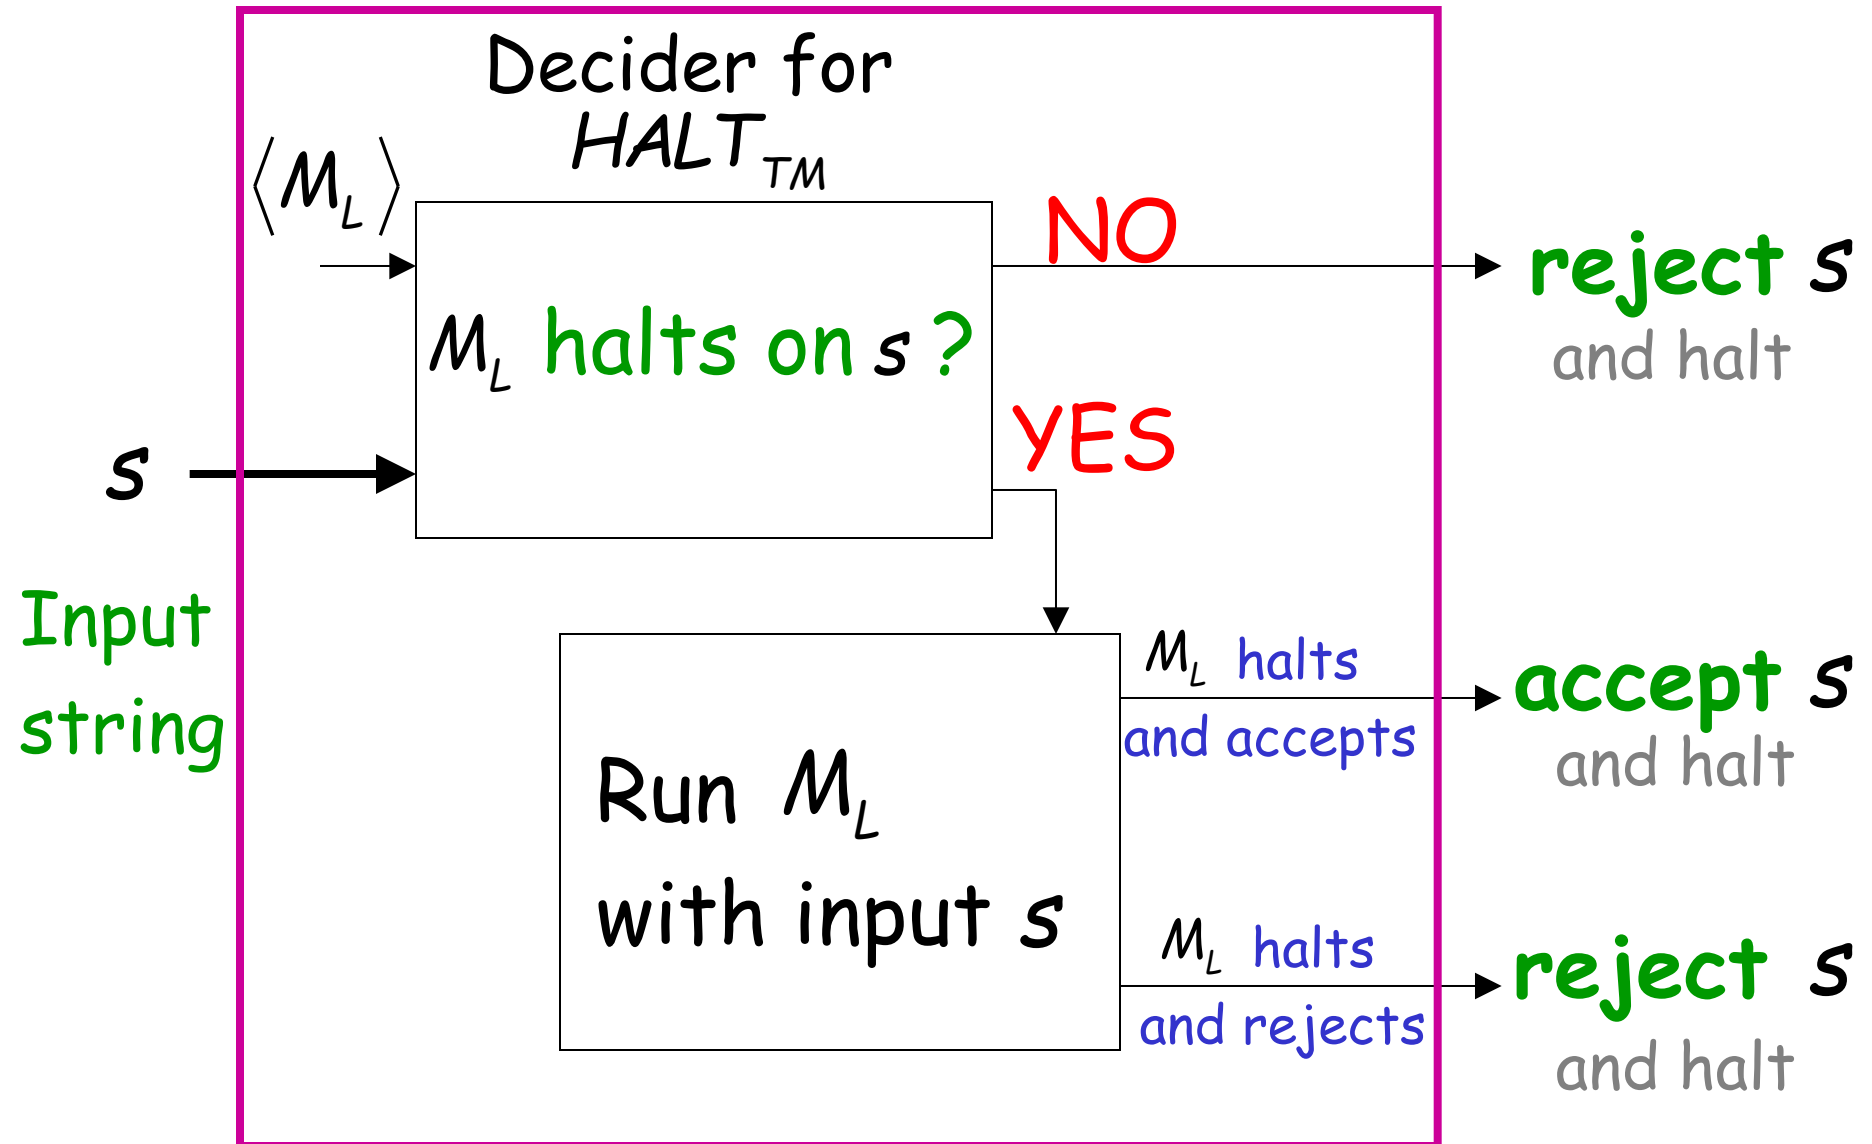 Decider for
HALT_TM
⟨M_L⟩
NO
reject s
and halt
M_L halts on s ?
YES
s
Input
string
M_L halts
and accepts
accept s
and halt
Run M_L
with input s
M_L halts
and rejects
reject s
and halt